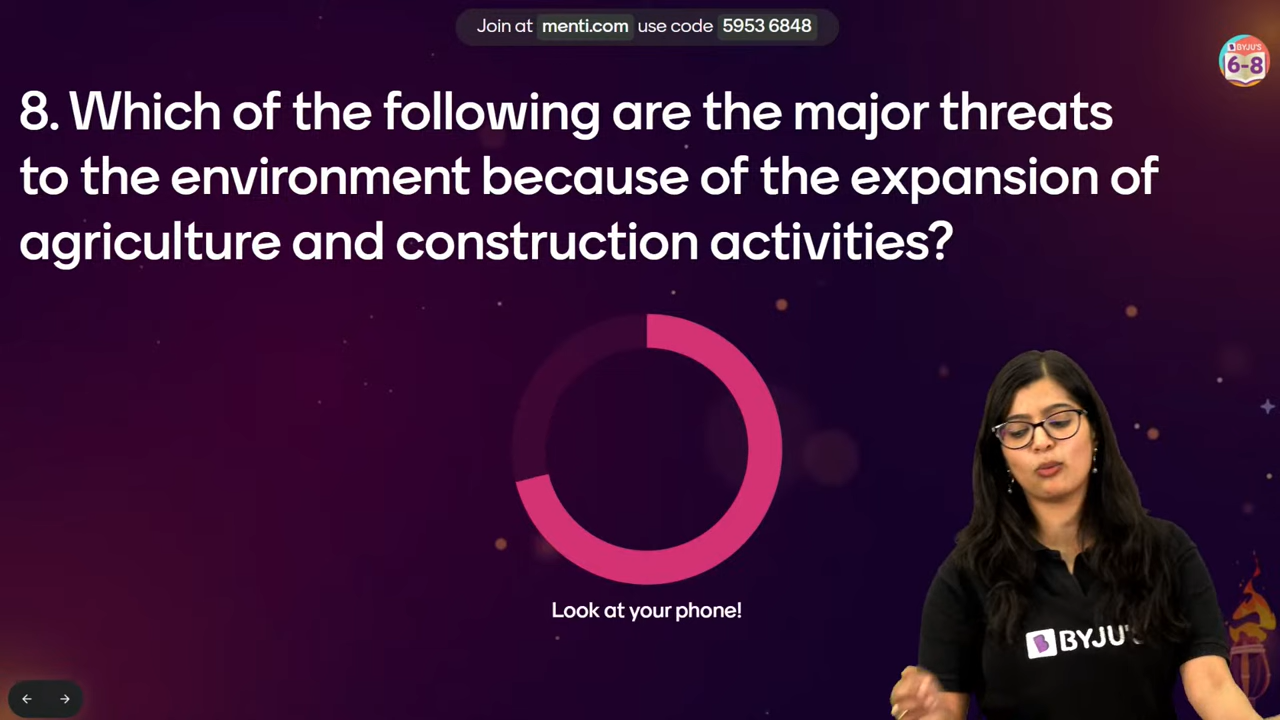 Join at menti.com use code 5953 6848
BYJU'S
6-8
8. Which of the following are the major threats
to the environment because of the expansion of
agriculture and construction activities?
Look at your phone!
BYJU'S